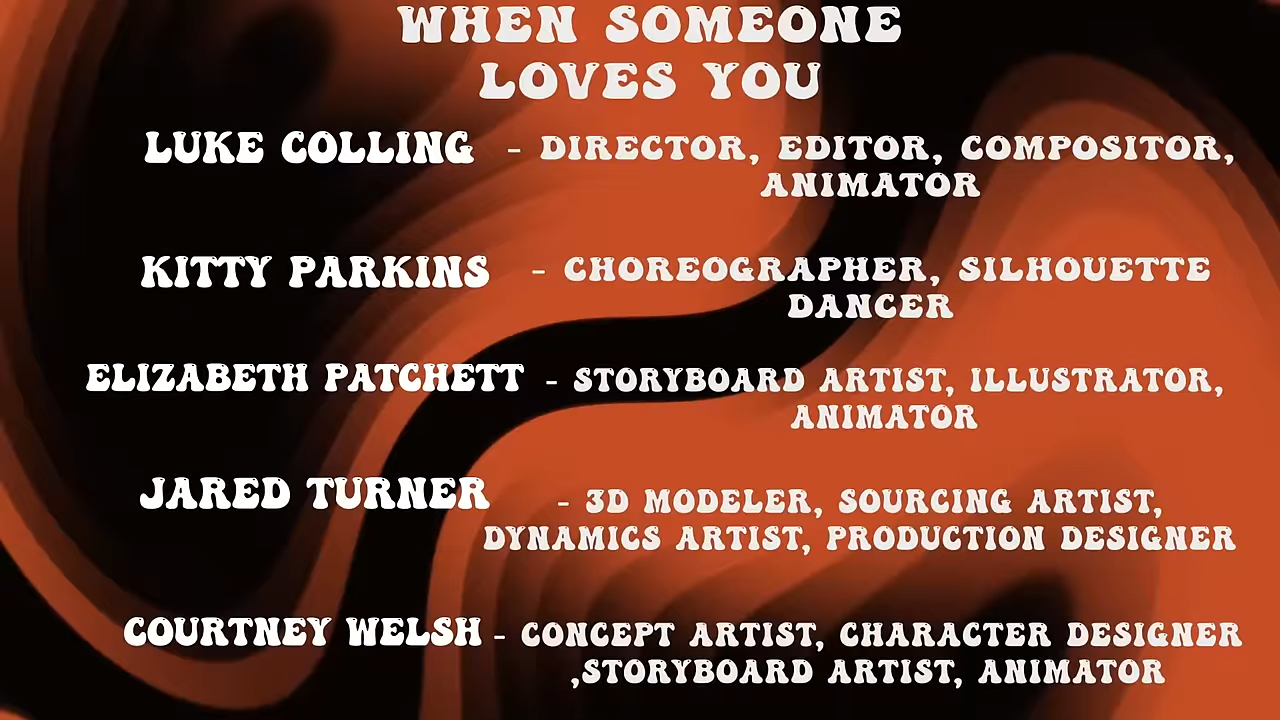 WHEN SOMEONE
LOVES YOU
LUKE COLLING - DIRECTOR, EDITOR, COMPOSITOR,
ANIMATOR
KITTY PARKINS - CHOREOGRAPHER, SILHOUETTE
DANCER
ELIZABETH PATCHETT - STORYBOARD ARTIST, ILLUSTRATOR,
ANIMATOR
JARED TURNER - 3D MODELER, SOURCING ARTIST,
DYNAMICS ARTIST, PRODUCTION DESIGNER
COURTNEY WELSH - CONCEPT ARTIST, CHARACTER DESIGNER
,STORYBOARD ARTIST, ANIMATOR